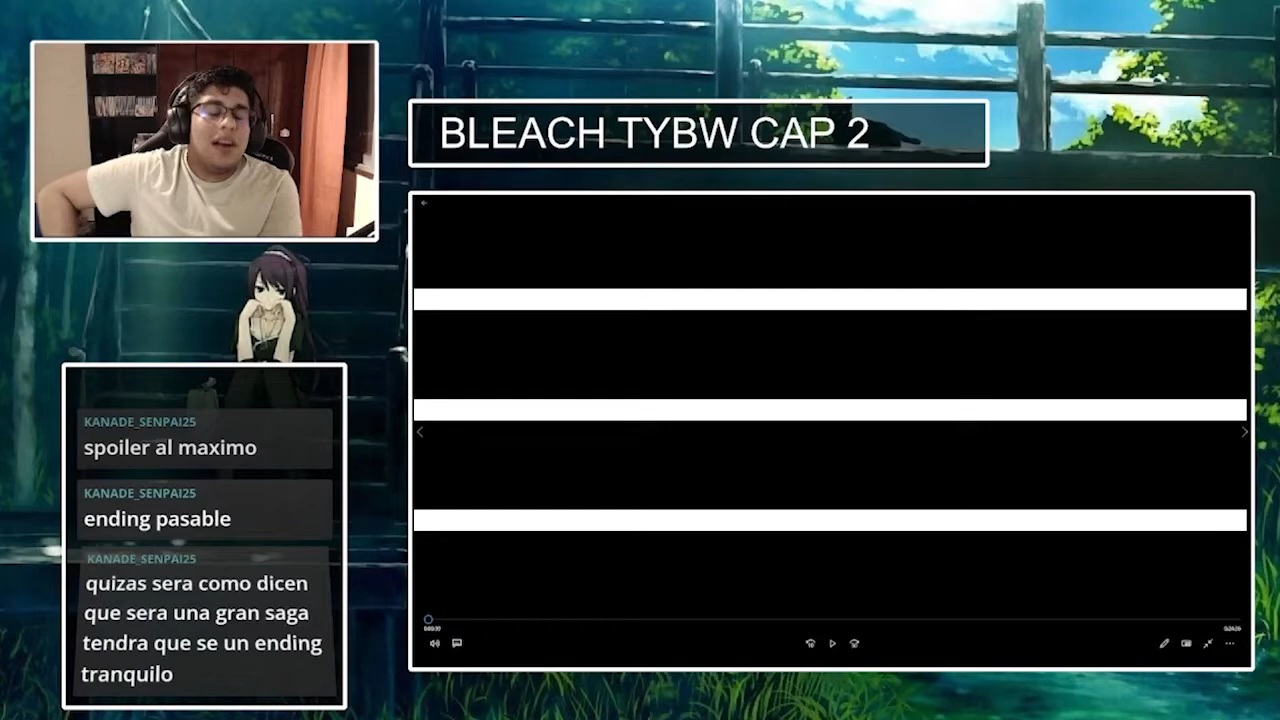 BLEACH TYBW CAP 2
KANADE_SENPAI25
spoiler al maximo
KANADE_SENPAI25
ending pasable
KANADE_SENPAI25
quizas sera como dicen
que sera una gran saga
tendra que se un ending
tranquilo